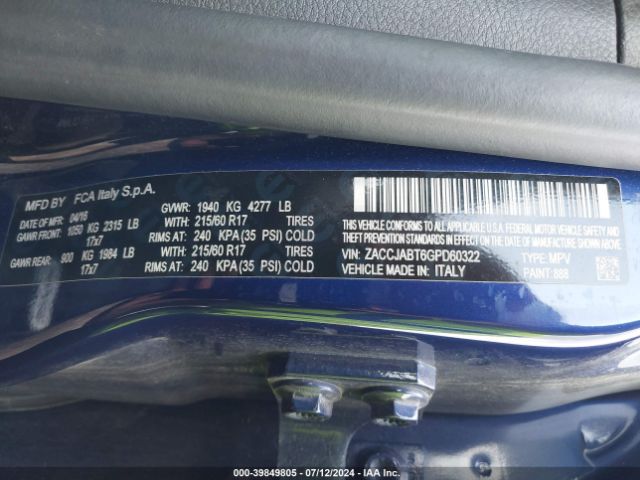 MFD BY FCA Italy S.p.A.
DATE OF MFR 04/16 GVWR: 1940 KG 4277 LB
GAWR FRONT: 1050 KG 2315 LB WITH: 215/60 R17 TIRES
17x7 RIMS AT: 240 KPA (35 PSI) COLD
GAWR REAR: 900 KG 1984 LB WITH: 215/60 R17 TIRES
17x7 RIMS AT: 240 KPA (35 PSI) COLD
THIS VEHICLE CONFORMS TO ALL APPLICABLE U.S.A. FEDERAL MOTOR VEHICLE
SAFETY, BUMPER AND THEFT PREVENTION STANDARDS
IN EFFECT ON THE DATE OF MANUFACTURE SHOWN ABOVE.
VIN: ZACCJABT6GPD60322 TYPE: MPV
VEHICLE MADE IN: ITALY PAINT: 888
000-39849805 - 07/12/2024 - IAA Inc.